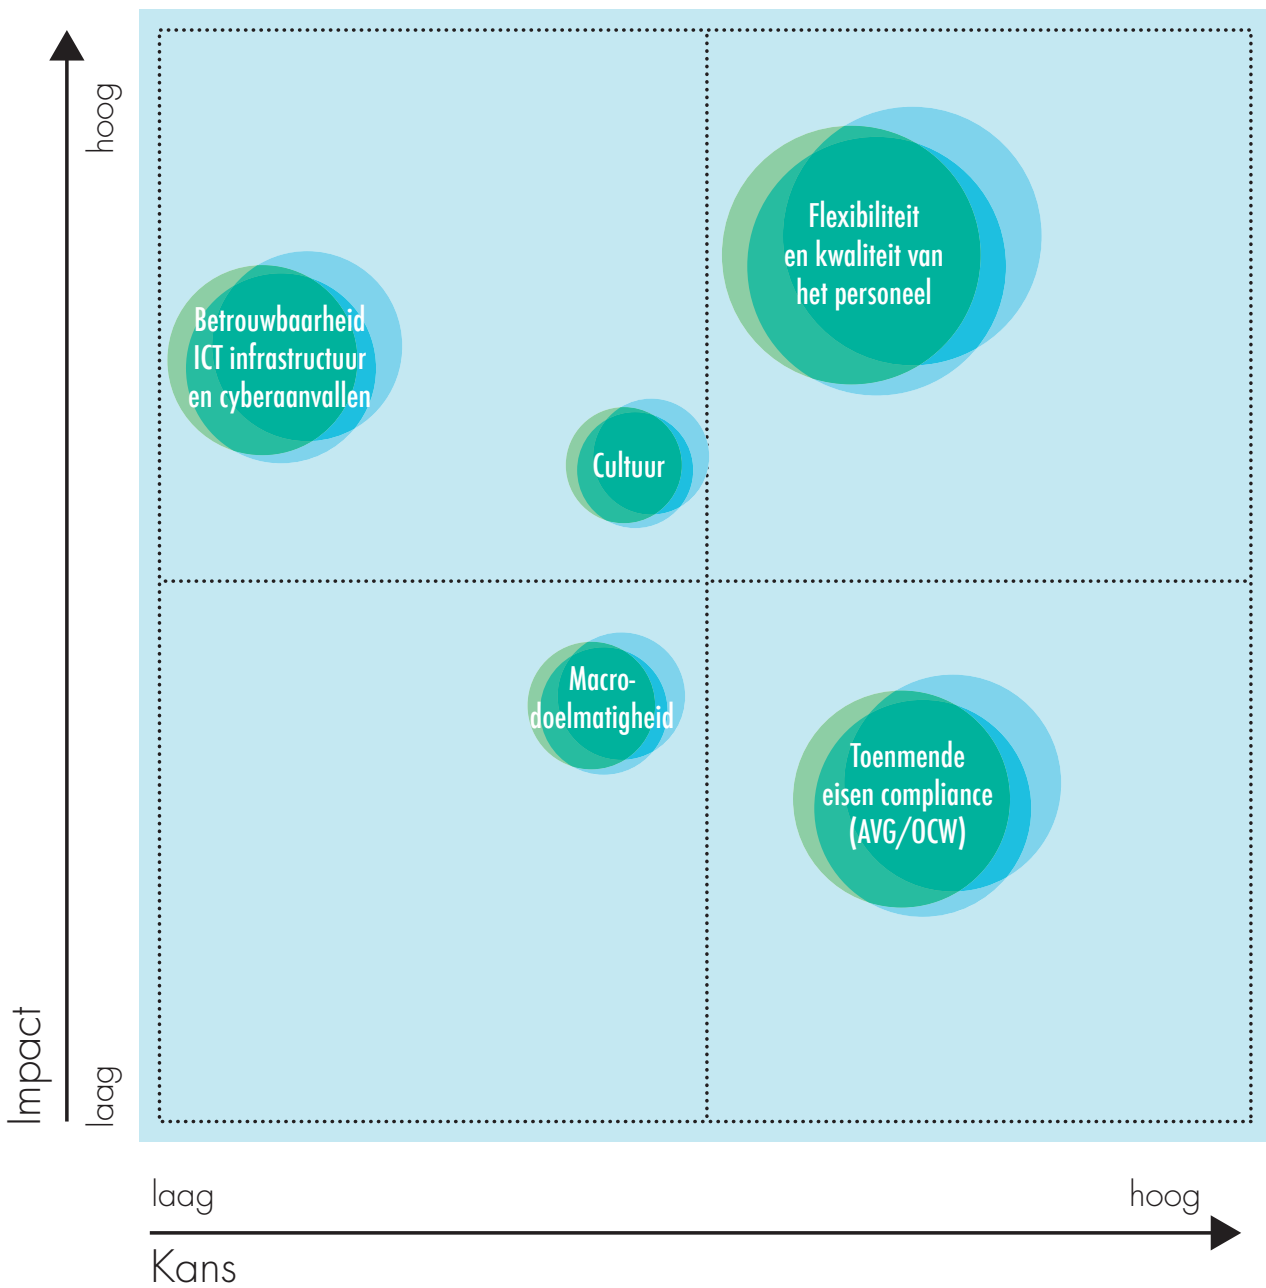 hoog
Flexibiliteit
en kwaliteit van
het personeel
Betrouwbaarheid
ICT infrastructuur
en cyberaanvallen
Cultuur
Macro-
doelmatigheid
Toenmende
eisen compliance
(AVG/OCW)
Impact
laag
laag
hoog
Kans